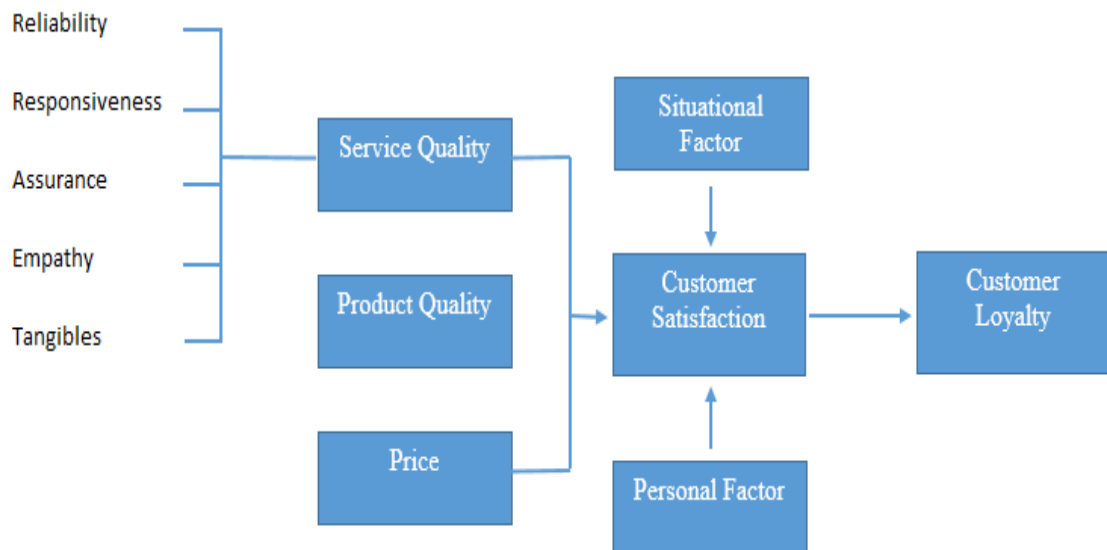 Reliability
Responsiveness
Assurance
Empathy
Tangibles
Service Quality
Product Quality
Price
Situational
Factor
Customer
Satisfaction
Personal Factor
Customer
Loyalty